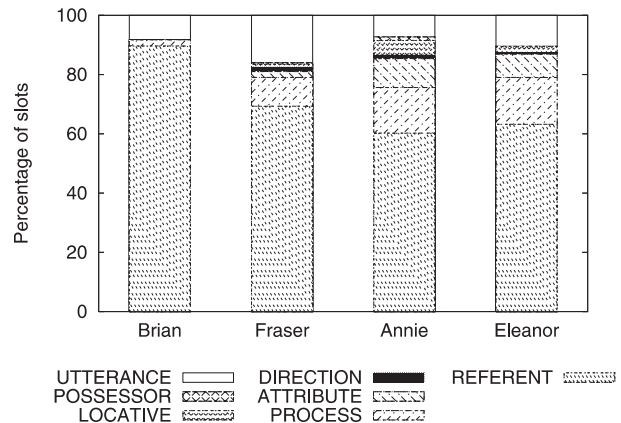 100
80
60
40
20
0
Percentage of slots
Brian Fraser Annie Eleanor
UTTERANCE DIRECTION REFERENT
POSSESSOR ATTRIBUTE
LOCATIVE PROCESS